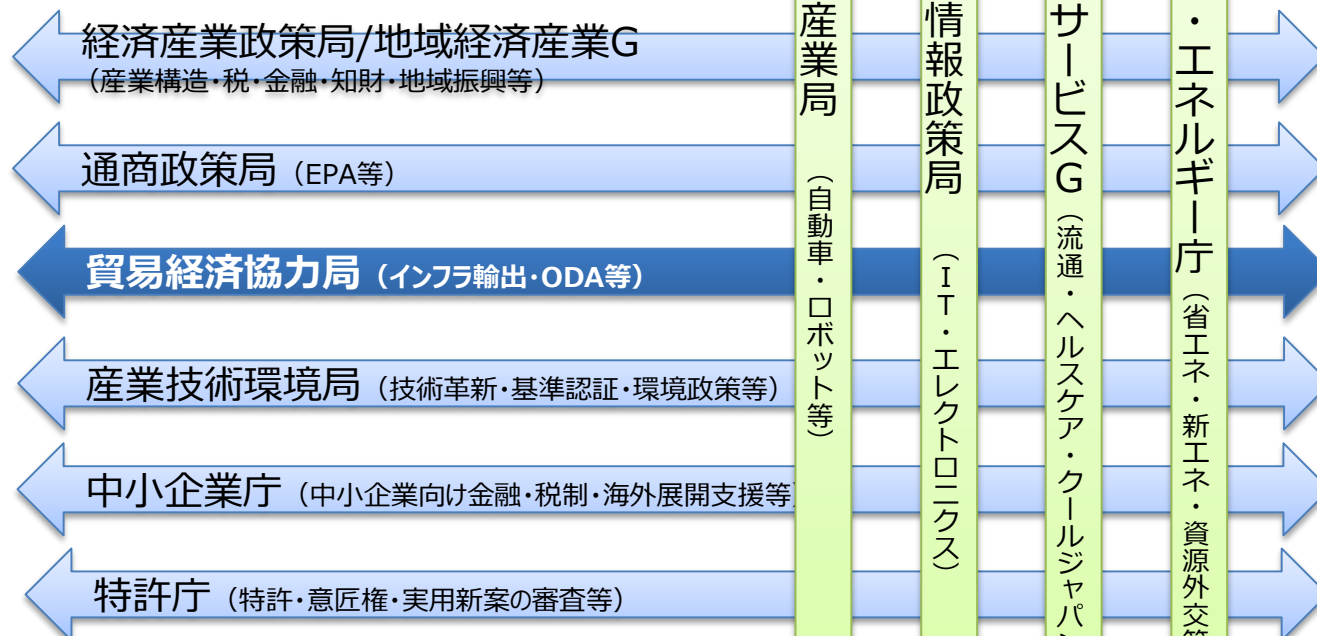 経済産業政策局/地域経済産業G
（産業構造・税・金融・知財・地域振興等）
通商政策局（EPA等）
貿易経済協力局（インフラ輸出・ODA等）
産業技術環境局（技術革新・基準認証・環境政策等）
中小企業庁（中小企業向け金融・税制・海外展開支援等）
特許庁（特許・意匠権・実用新案の審査等）
産業局（自動車・ロボット等）
情報政策局（IT・エレクトロニクス）
サービスG（流通・ヘルスケア・クールジャパ
・エネルギー庁（省エネ・新エネ・資源外交